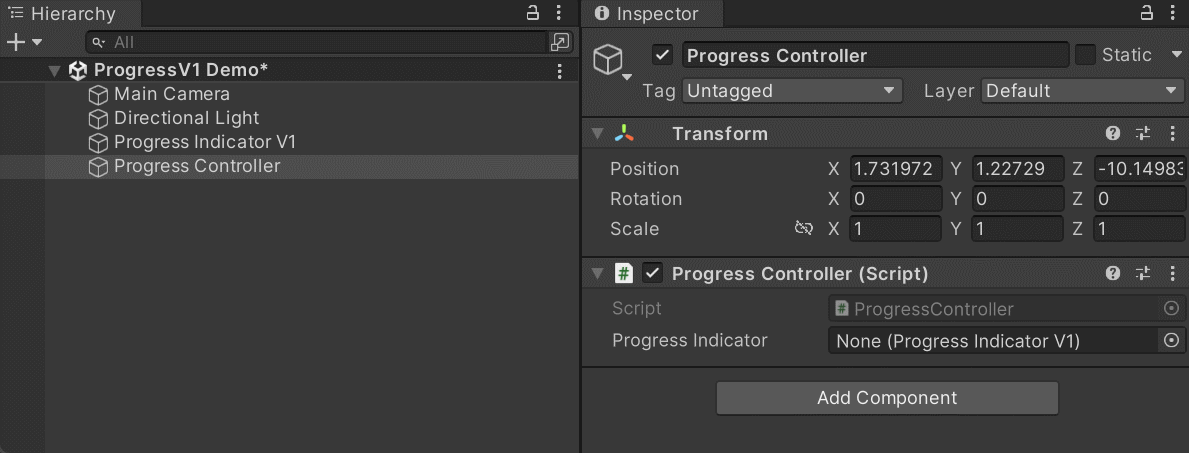 Hierarchy
All
ProgressV1 Demo*
Main Camera
Directional Light
Progress Indicator V1
Progress Controller
Inspector
Progress Controller Static
Tag Untagged Layer Default
Transform
Position X 1.731972 Y 1.22729 Z -10.14983
Rotation X 0 Y 0 Z 0
Scale X 1 Y 1 Z 1
# Progress Controller (Script)
Script # ProgressController
Progress Indicator None (Progress Indicator V1)
Add Component